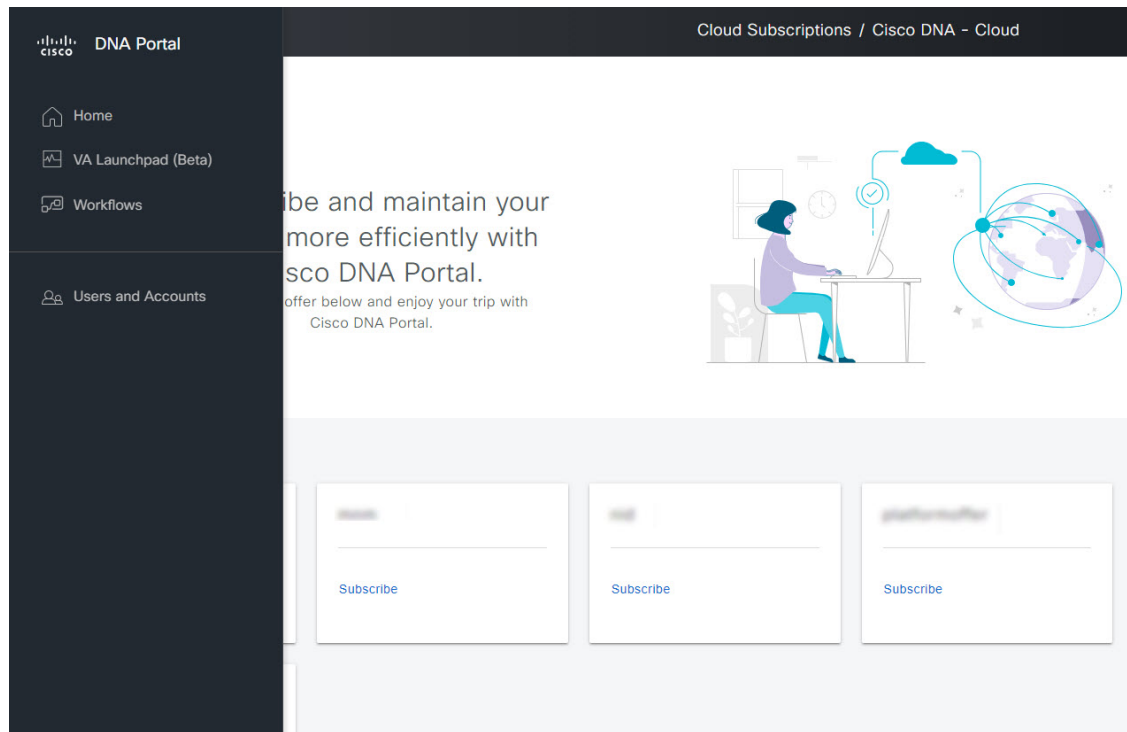 cisco DNA Portal
Cloud Subscriptions / Cisco DNA - Cloud
Home
VA Launchpad (Beta)
Workflows
Users and Accounts
ibe and maintain your
more efficiently with
sco DNA Portal.
offer below and enjoy your trip with
Cisco DNA Portal.
Subscribe
Subscribe
Subscribe